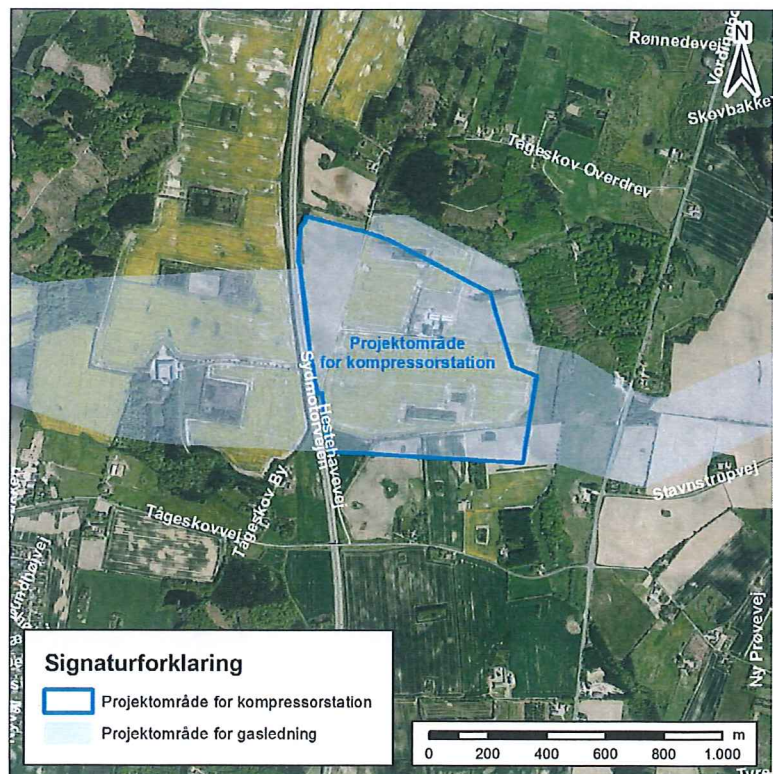 Rønnedevej
N
Skovbakke
Tågeskov Overdrev
Projektområde
for kompressorstation
Sydmotorvejen
Hestehavevej
Stavnstrupvej
Tågeskov By
Tågeskovvej
Ny Prøvevej
Signaturforklaring
Projektområde for kompressorstation
Projektområde for gasledning
m
0 200 400 600 800 1.000